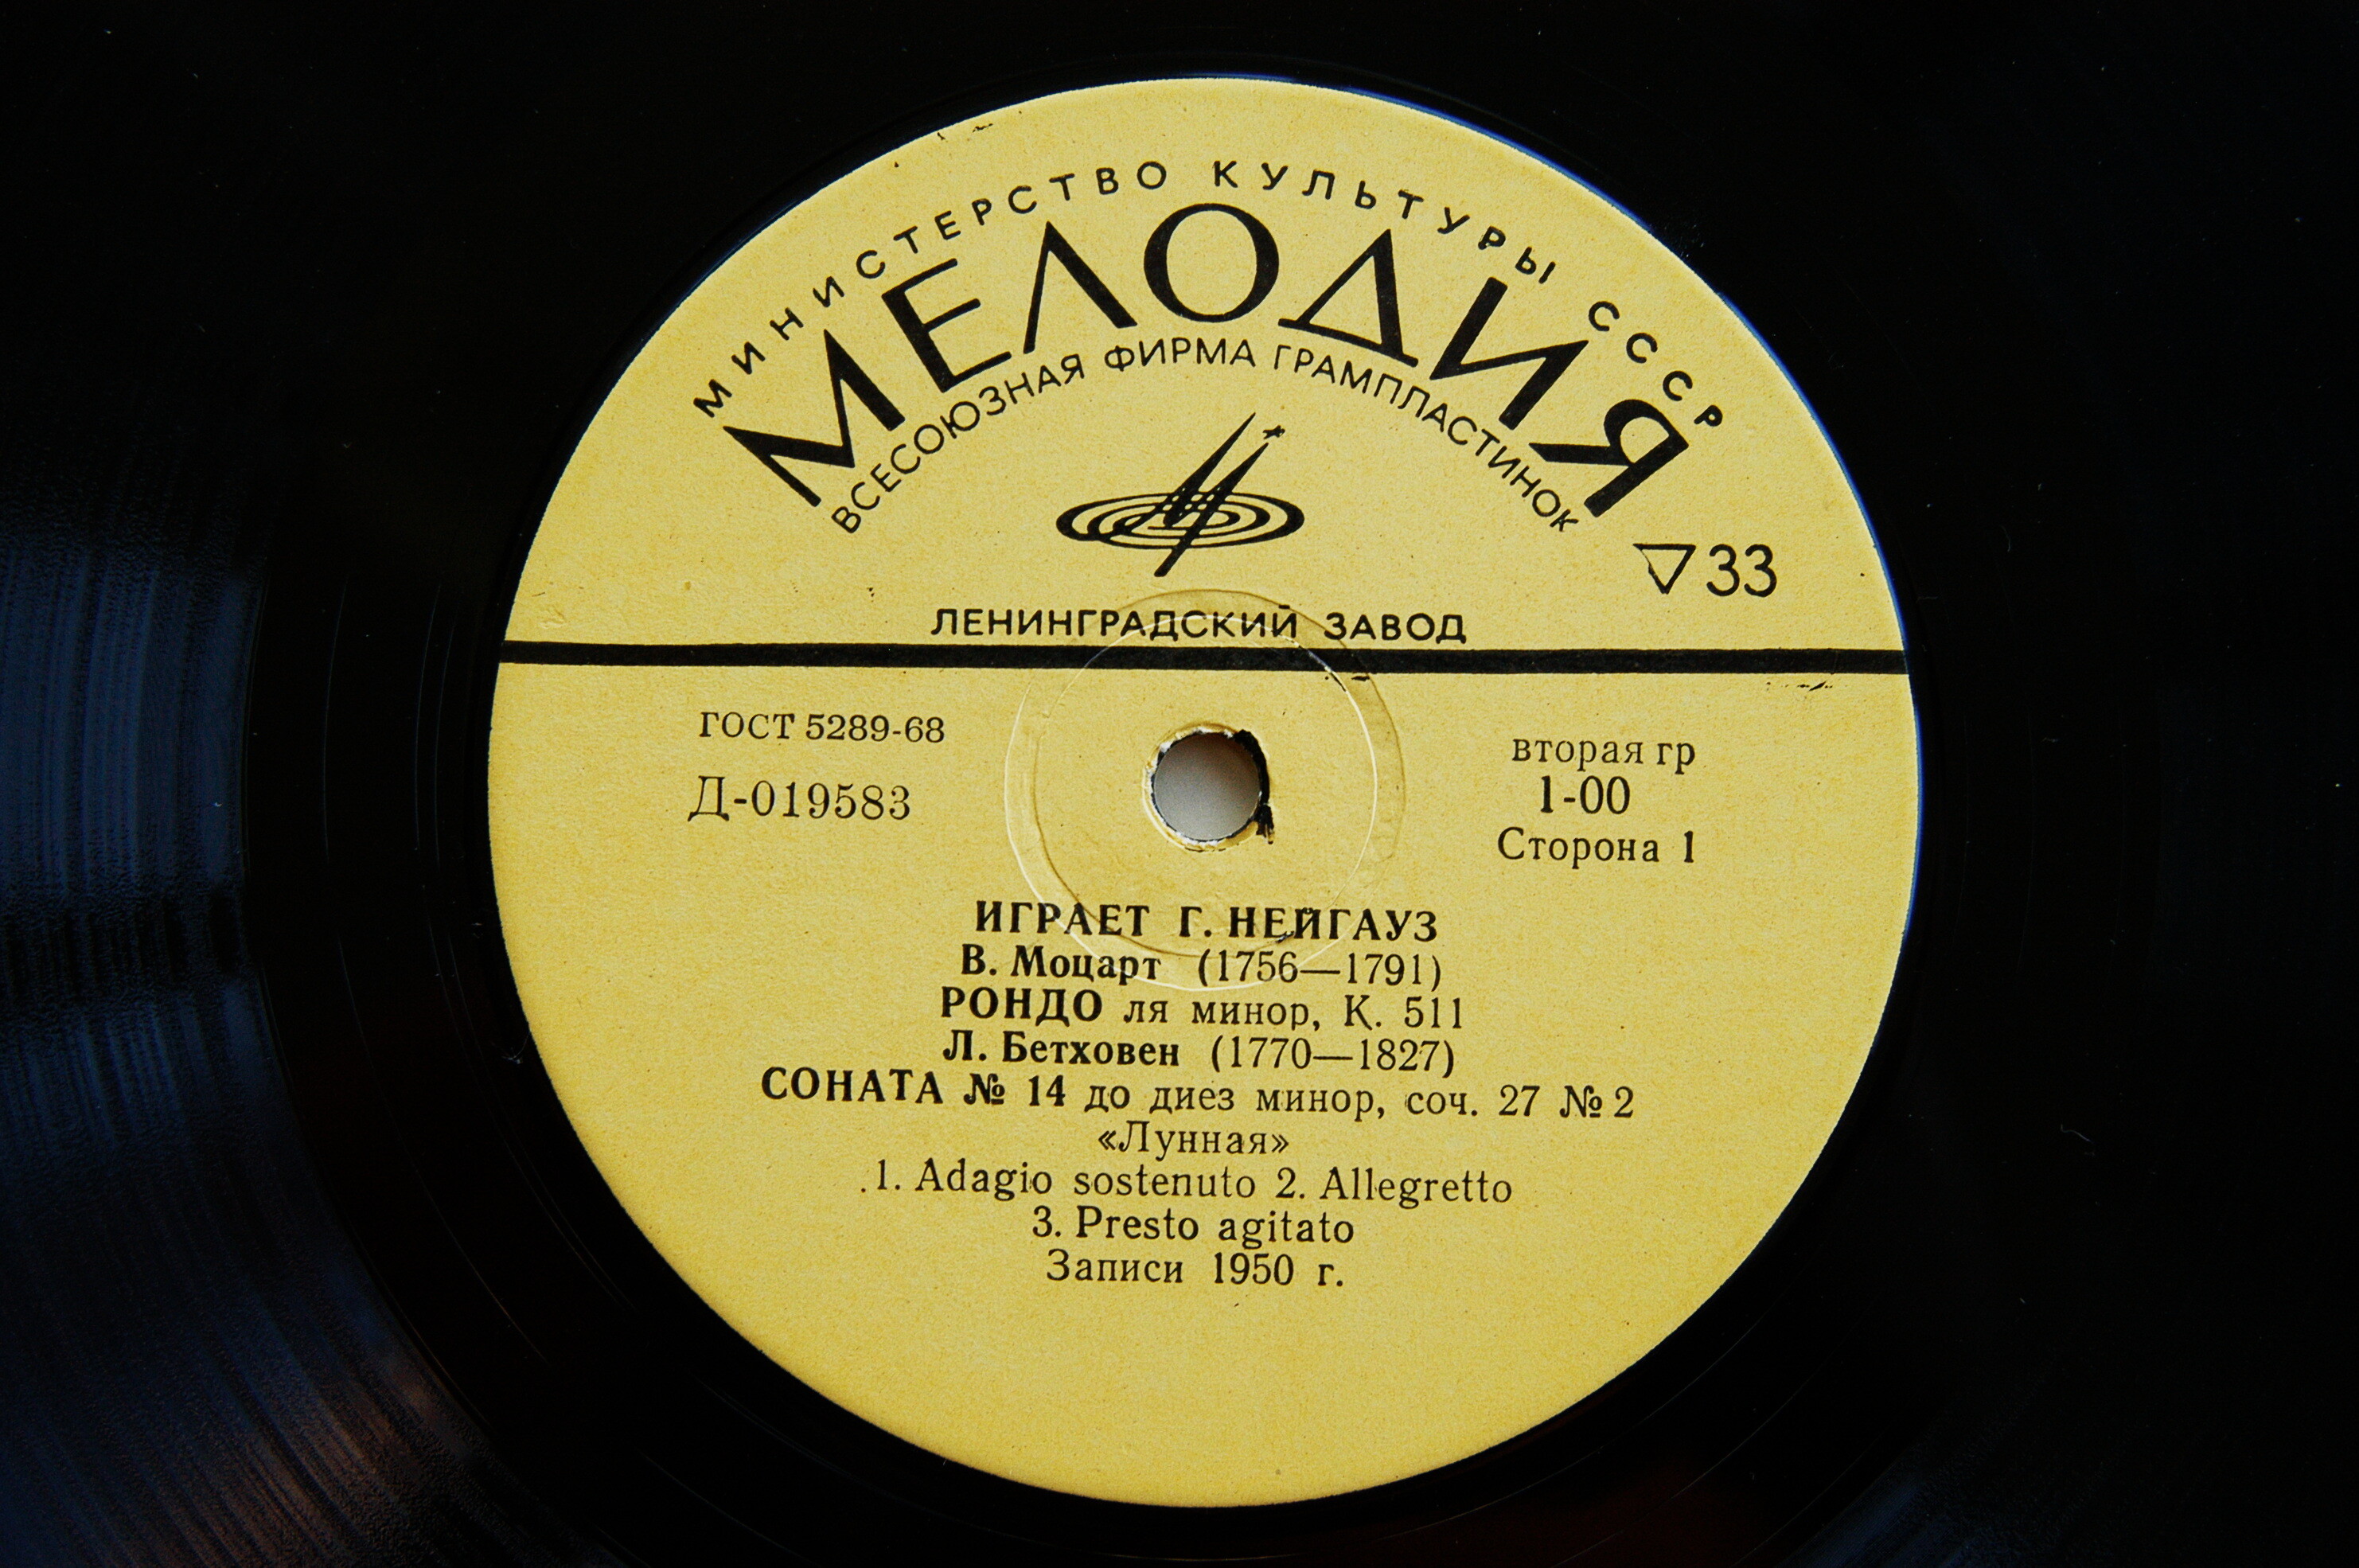 МИНИСТЕРСТВО КУЛЬТУРЫ СССР
МЕЛОДИЯ
ВСЕСОЮЗНАЯ ФИРМА ГРАМПЛАСТИНОК
▽33
ЛЕНИНГРАДСКИЙ ЗАВОД
ГОСТ 5289-68
Д-019583
вторая гр
1-00
Сторона 1
ИГРАЕТ Г. НЕЙГАУЗ
В. Моцарт (1756—1791)
РОНДО ля минор, К. 511
Л. Бетховен (1770—1827)
СОНАТА № 14 до диез минор, соч. 27 № 2
«Лунная»
1. Adagio sostenuto 2. Allegretto
3. Presto agitato
Записи 1950 г.